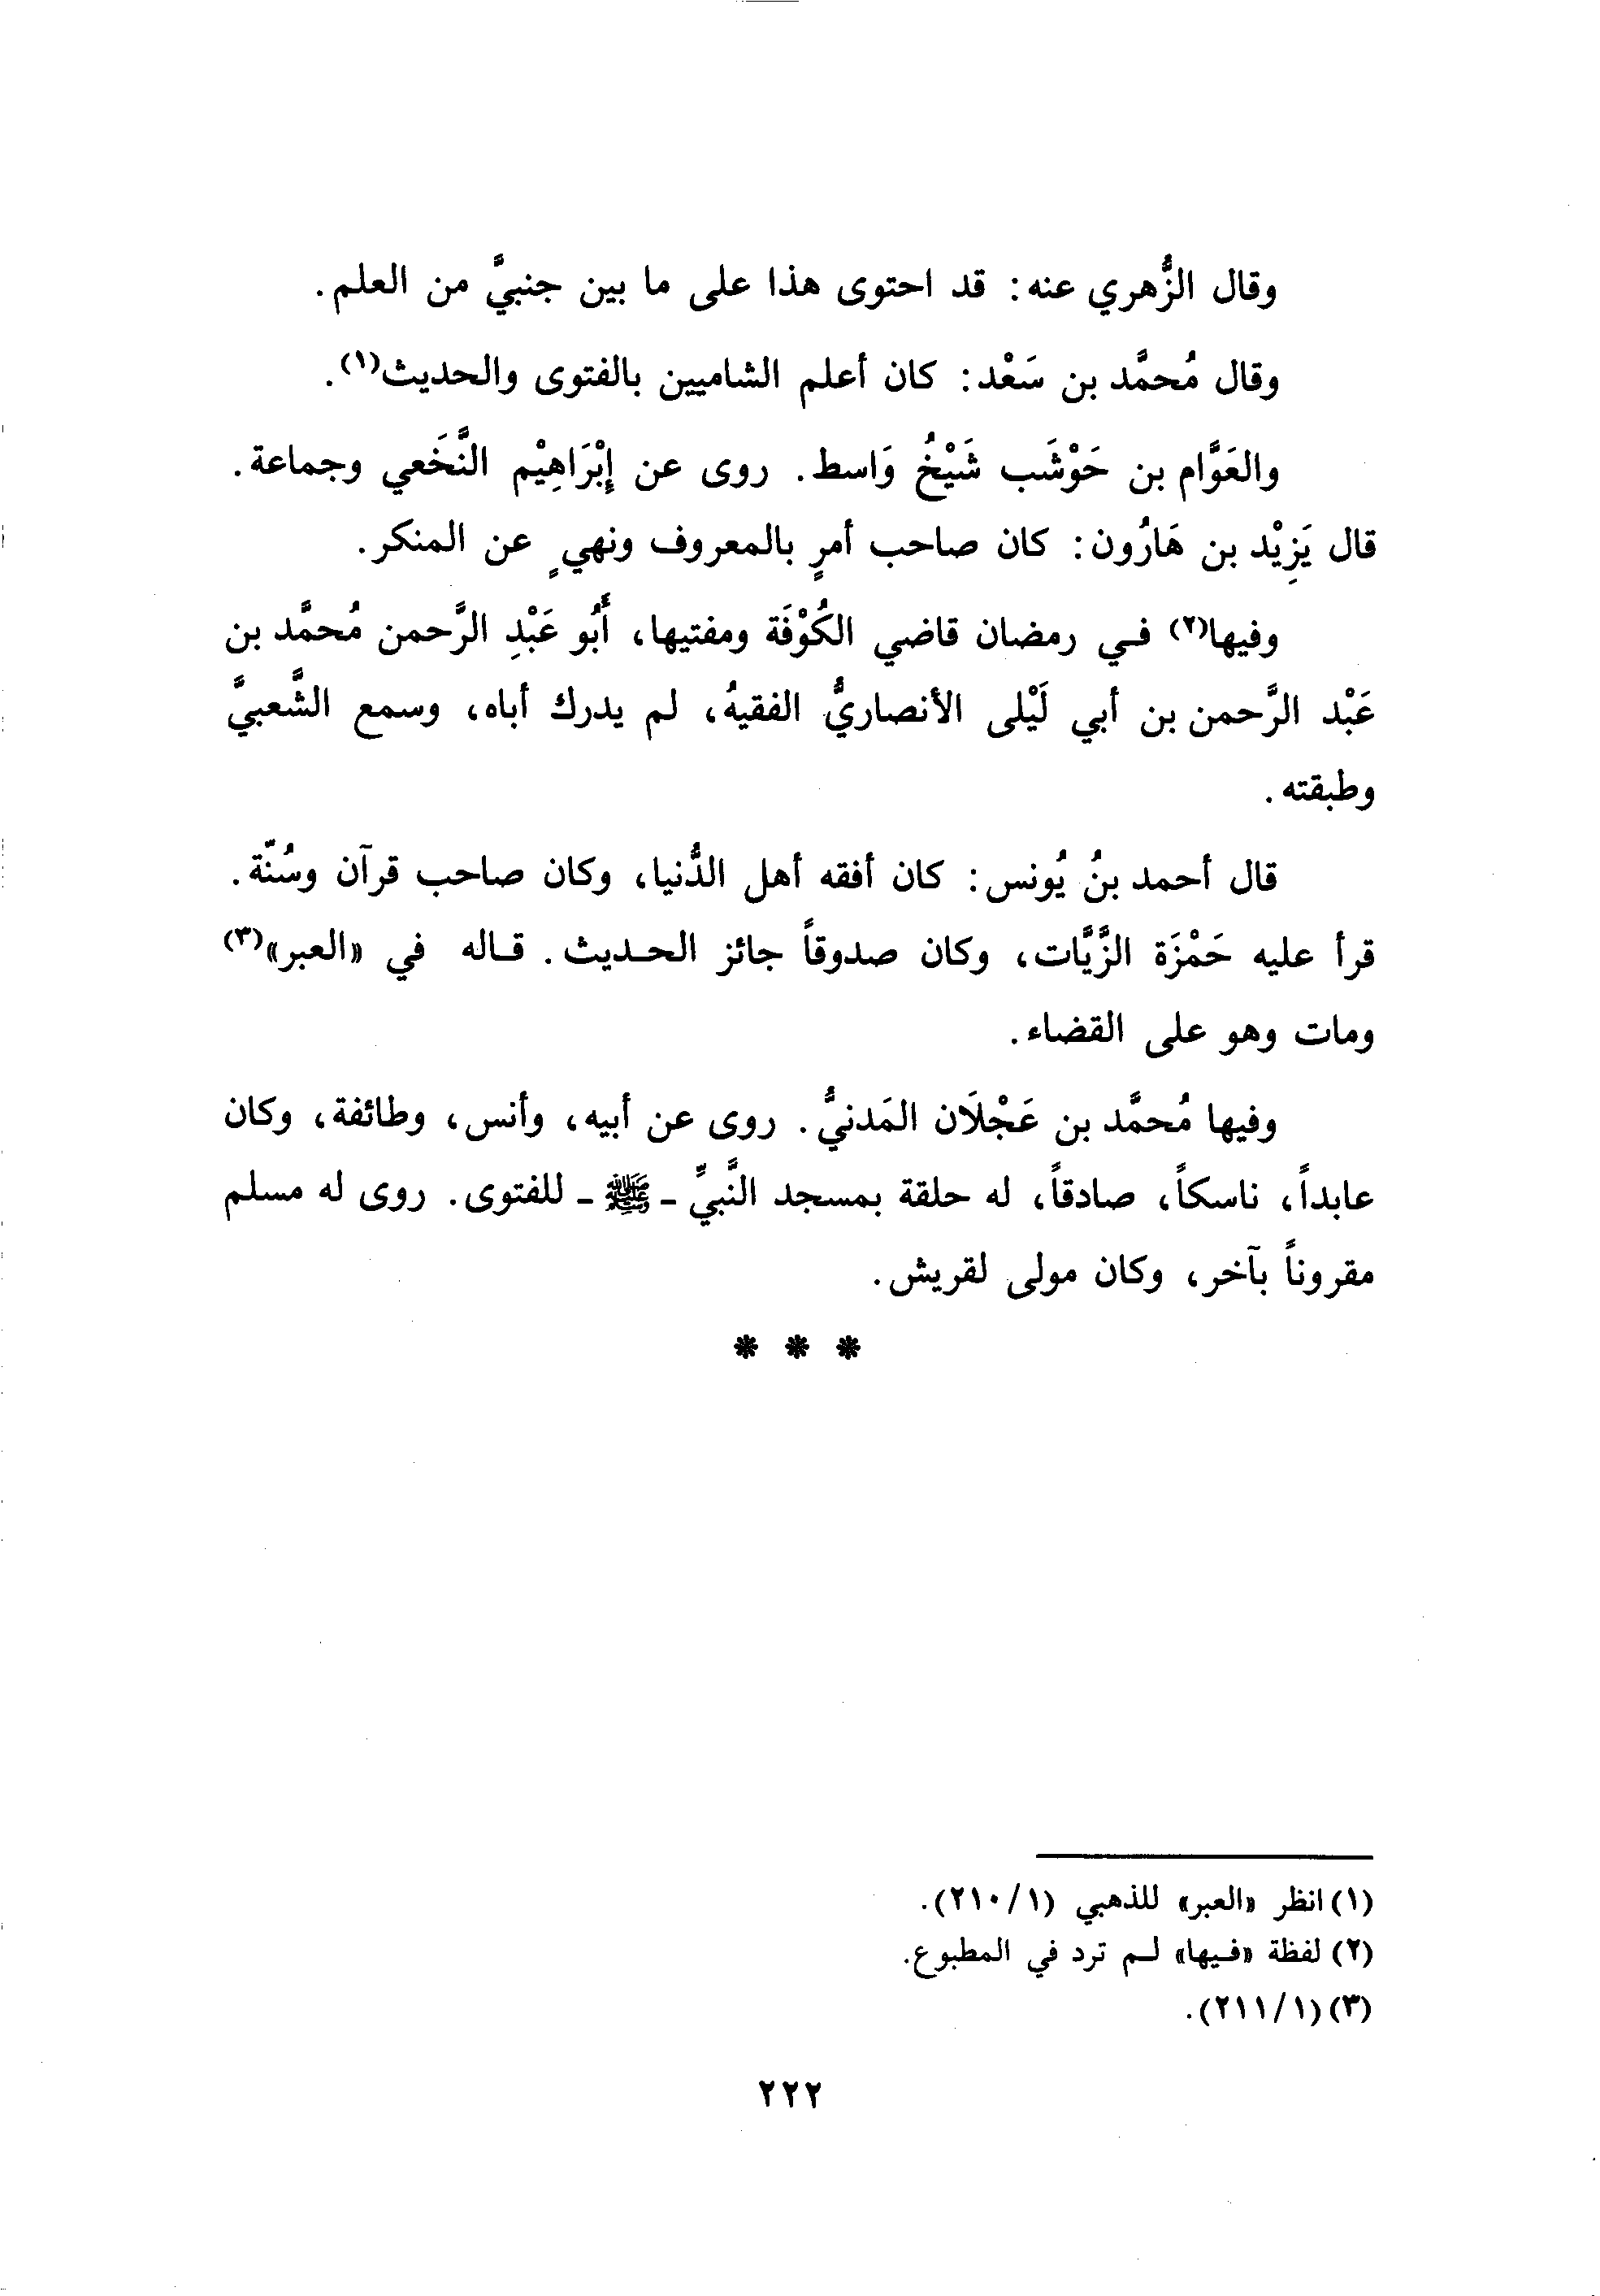 وقال الزُّهري عنه: قد احتوى هذا على ما بين جنبيَّ من العلم.
وقال مُحمَّد بن سَعْد: كان أعلم الشاميين بالفتوى والحديث(١).
والعَوَّام بن حَوْشَب شَيْخُ وَاسط. روى عن إِبْرَاهِيْم النَّخَعي وجماعة.
قال يَزِيْد بن هَارُون: كان صاحب أمرٍ بالمعروف ونهيٍ عن المنكر.
وفيها(٢) في رمضان قاضي الكُوْفَة ومفتيها، أَبُو عَبْدِ الرَّحمن مُحمَّد بن
عَبْد الرَّحمن بن أبي لَيْلى الأنصاريُّ الفقيهُ، لم يدرك أباه، وسمع الشَّعبيَّ
وطبقته.
قال أحمد بنُ يُونس: كان أفقه أهل الدُّنيا، وكان صاحب قرآن وسُنّة.
قرأ عليه حَمْزَة الزَّيَّات، وكان صدوقاً جائز الحديث. قاله في «العبر»(٣)
ومات وهو على القضاء.
وفيها مُحمَّد بن عَجْلَان المَدنيُّ. روى عن أبيه، وأنس، وطائفة، وكان
عابداً، ناسكاً، صادقاً، له حلقة بمسجد النَّبيِّ ـ ﷺ ـ للفتوى. روى له مسلم
مقروناً بآخر، وكان مولى لقريش.
* * *
(١) انظر «العبر» للذهبي (١/٢١٠).
(٢) لفظة «فيها» لم ترد في المطبوع.
(٣) (١/٢١١).
٢٢٢